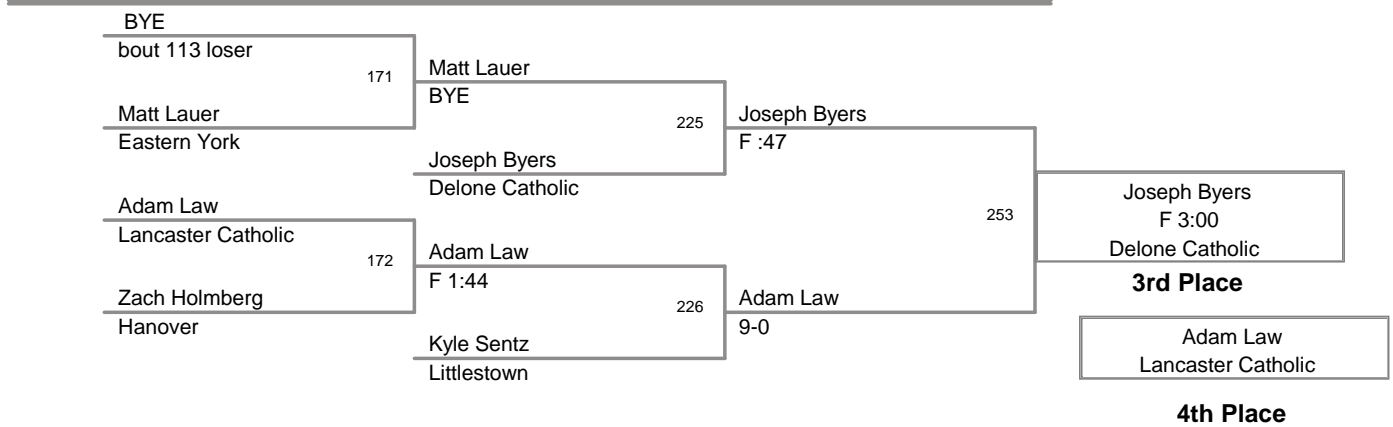 BYE
bout 113 loser
171
Matt Lauer
BYE
Matt Lauer
Eastern York
225
Joseph Byers
F :47
Joseph Byers
Delone Catholic
Adam Law
Lancaster Catholic
172
Adam Law
F 1:44
Zach Holmberg
Hanover
226
Adam Law
9-0
Kyle Sentz
Littlestown
253
Joseph Byers
F 3:00
Delone Catholic
3rd Place
Adam Law
Lancaster Catholic
4th Place